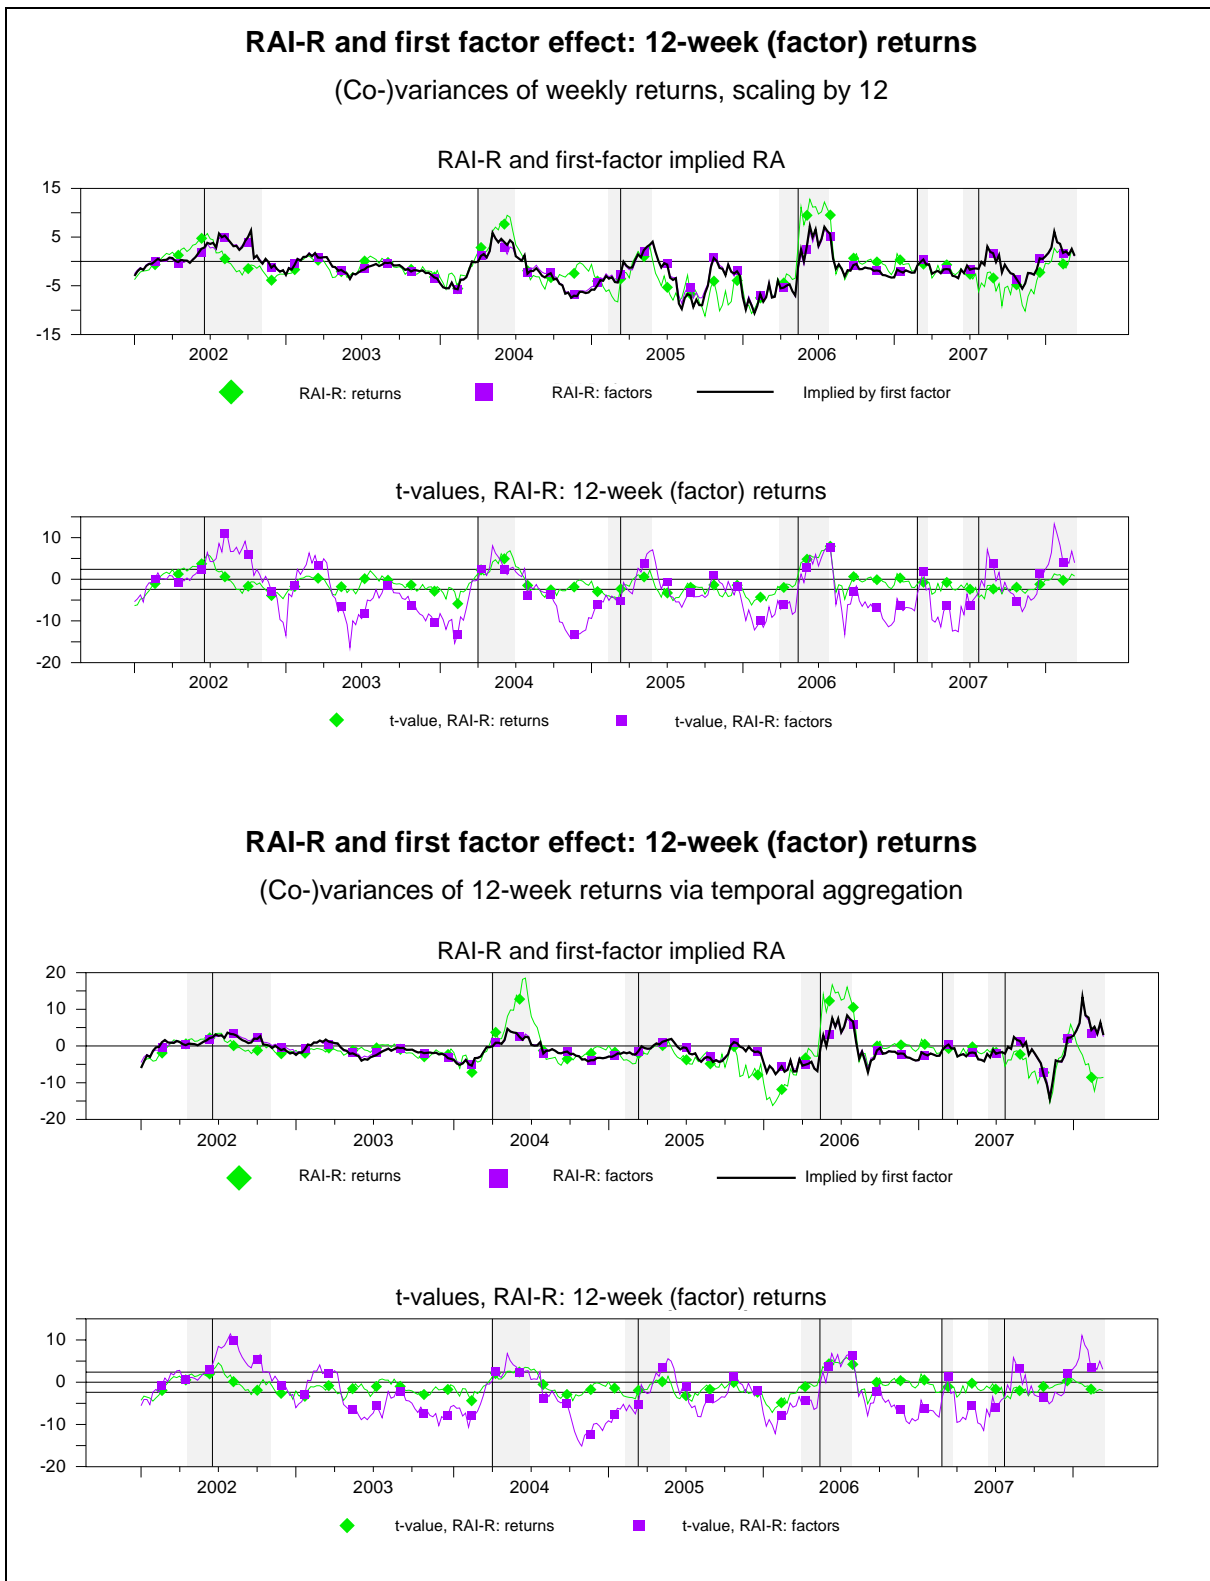 RAI-R and first factor effect: 12-week (factor) returns
(Co-)variances of weekly returns, scaling by 12
RAI-R and first-factor implied RA
15
5
-5
-15
2002 2003 2004 2005 2006 2007
RAI-R: returns RAI-R: factors Implied by first factor
t-values, RAI-R: 12-week (factor) returns
10
0
-10
-20
2002 2003 2004 2005 2006 2007
t-value, RAI-R: returns t-value, RAI-R: factors
RAI-R and first factor effect: 12-week (factor) returns
(Co-)variances of 12-week returns via temporal aggregation
RAI-R and first-factor implied RA
20
10
0
-10
-20
2002 2003 2004 2005 2006 2007
RAI-R: returns RAI-R: factors Implied by first factor
t-values, RAI-R: 12-week (factor) returns
10
0
-10
-20
2002 2003 2004 2005 2006 2007
t-value, RAI-R: returns t-value, RAI-R: factors